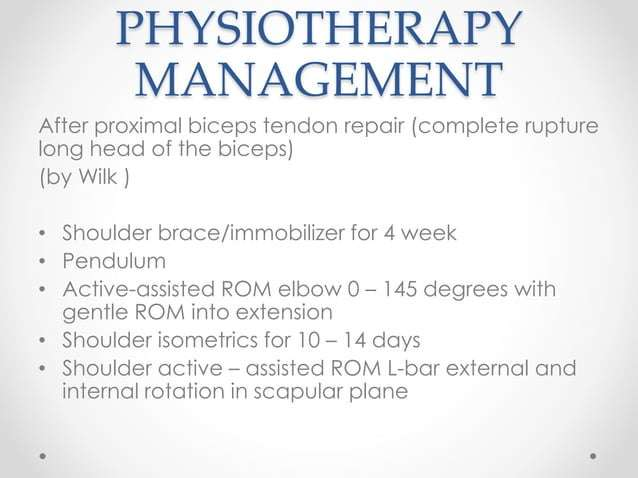 PHYSIOTHERAPY
MANAGEMENT
After proximal biceps tendon repair (complete rupture
long head of the biceps)
(by Wilk )
• Shoulder brace/immobilizer for 4 week
• Pendulum
• Active-assisted ROM elbow 0 – 145 degrees with
gentle ROM into extension
• Shoulder isometrics for 10 – 14 days
• Shoulder active – assisted ROM L-bar external and
internal rotation in scapular plane